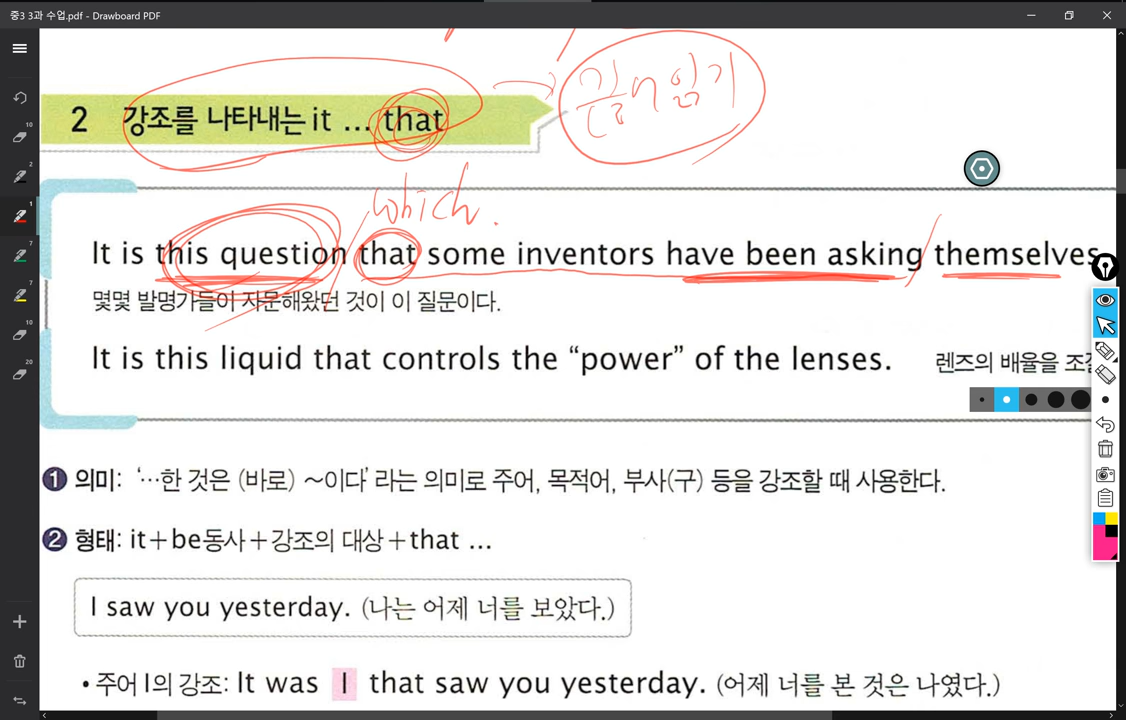 중3 3과 수업.pdf - Drawboard PDF
2 강조를 나타내는 it … that
끊어 읽기
which.
It is this question that some inventors have been asking themselves
몇몇 발명가들이 자문해왔던 것이 이 질문이다.
It is this liquid that controls the “power” of the lenses. 렌즈의 배율을 조절
1 의미: ‘…한 것은 (바로) ~이다’ 라는 의미로 주어, 목적어, 부사(구) 등을 강조할 때 사용한다.
2 형태: it+be동사+강조의 대상+that …
I saw you yesterday. (나는 어제 너를 보았다.)
• 주어 I의 강조: It was I that saw you yesterday. (어제 너를 본 것은 나였다.)
10
2
1
7
7
10
20